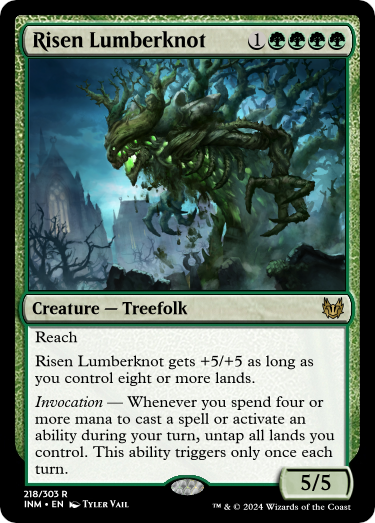 Risen Lumberknot 1
Creature — Treefolk
Reach
Risen Lumberknot gets +5/+5 as long as
you control eight or more lands.
Invocation — Whenever you spend four or
more mana to cast a spell or activate an
ability during your turn, untap all lands you
control. This ability triggers only once each
turn.
5/5
218/303 R
INM • EN Tyler Vail
™ & © 2024 Wizards of the Coast